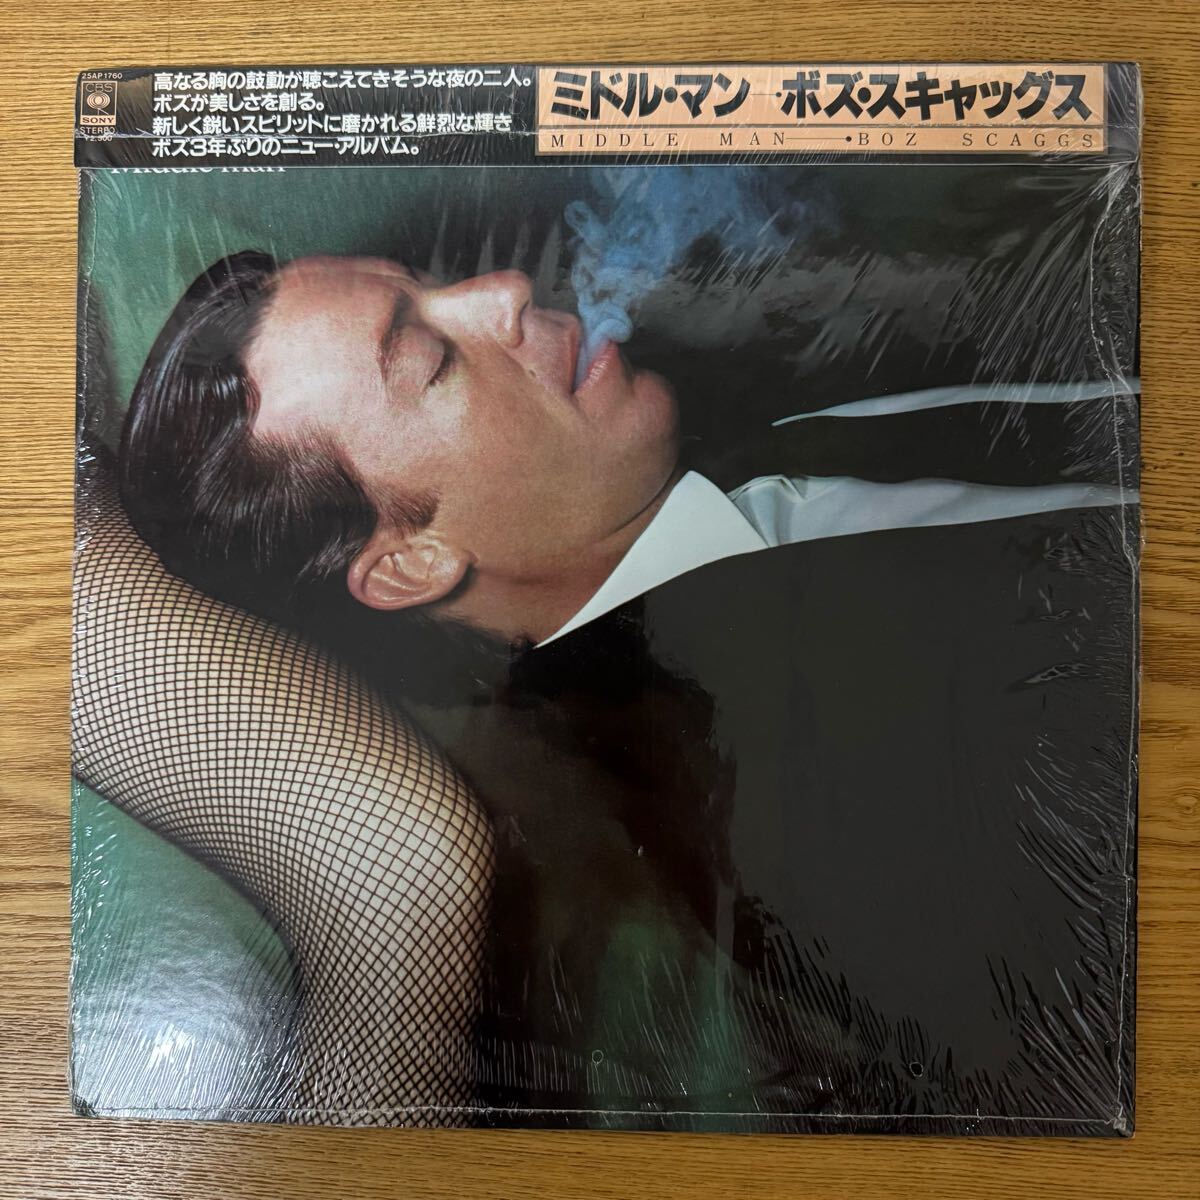 25AP1760
CBS
SONY
STEREO
¥2,500
高なる胸の鼓動が聴こえてきそうな夜の二人。
ボズが美しさを創る。
新しく鋭いスピリットに磨かれる鮮烈な輝き
ボズ3年ぶりのニュー・アルバム。
ミドル・マン─・ボズ・スキャッグス
MIDDLE MAN──・BOZ SCAGGS
Middle man